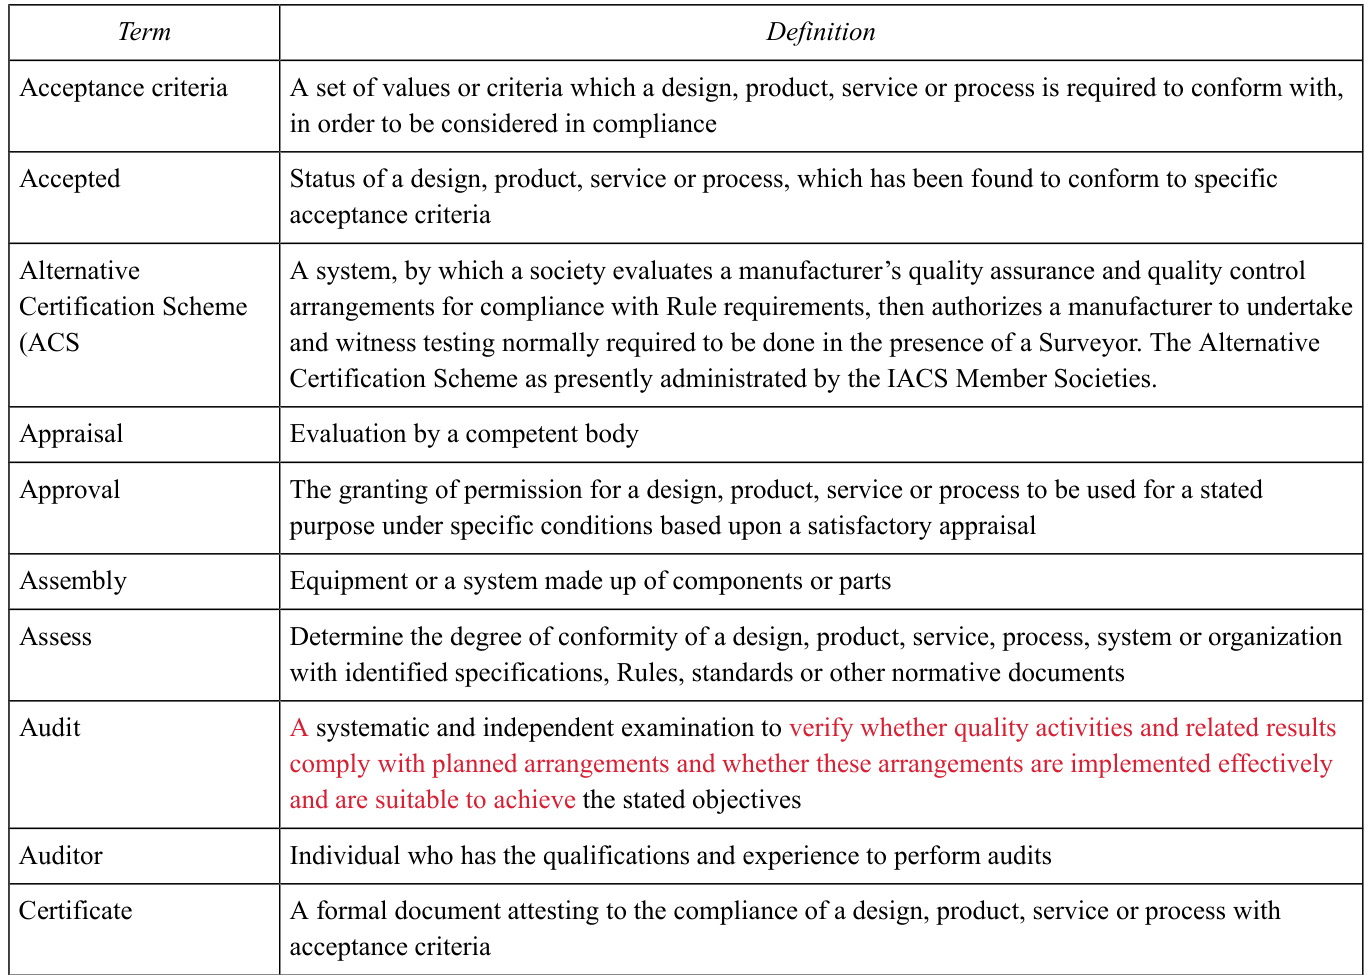 Term Definition
Acceptance criteria A set of values or criteria which a design, product, service or process is required to conform with,
in order to be considered in compliance
Accepted Status of a design, product, service or process, which has been found to conform to specific
acceptance criteria
Alternative A system, by which a society evaluates a manufacturer’s quality assurance and quality control
Certification Scheme arrangements for compliance with Rule requirements, then authorizes a manufacturer to undertake
(ACS and witness testing normally required to be done in the presence of a Surveyor. The Alternative
Certification Scheme as presently administrated by the IACS Member Societies.
Appraisal Evaluation by a competent body
Approval The granting of permission for a design, product, service or process to be used for a stated
purpose under specific conditions based upon a satisfactory appraisal
Assembly Equipment or a system made up of components or parts
Assess Determine the degree of conformity of a design, product, service, process, system or organization
with identified specifications, Rules, standards or other normative documents
Audit A systematic and independent examination to verify whether quality activities and related results
comply with planned arrangements and whether these arrangements are implemented effectively
and are suitable to achieve the stated objectives
Auditor Individual who has the qualifications and experience to perform audits
Certificate A formal document attesting to the compliance of a design, product, service or process with
acceptance criteria